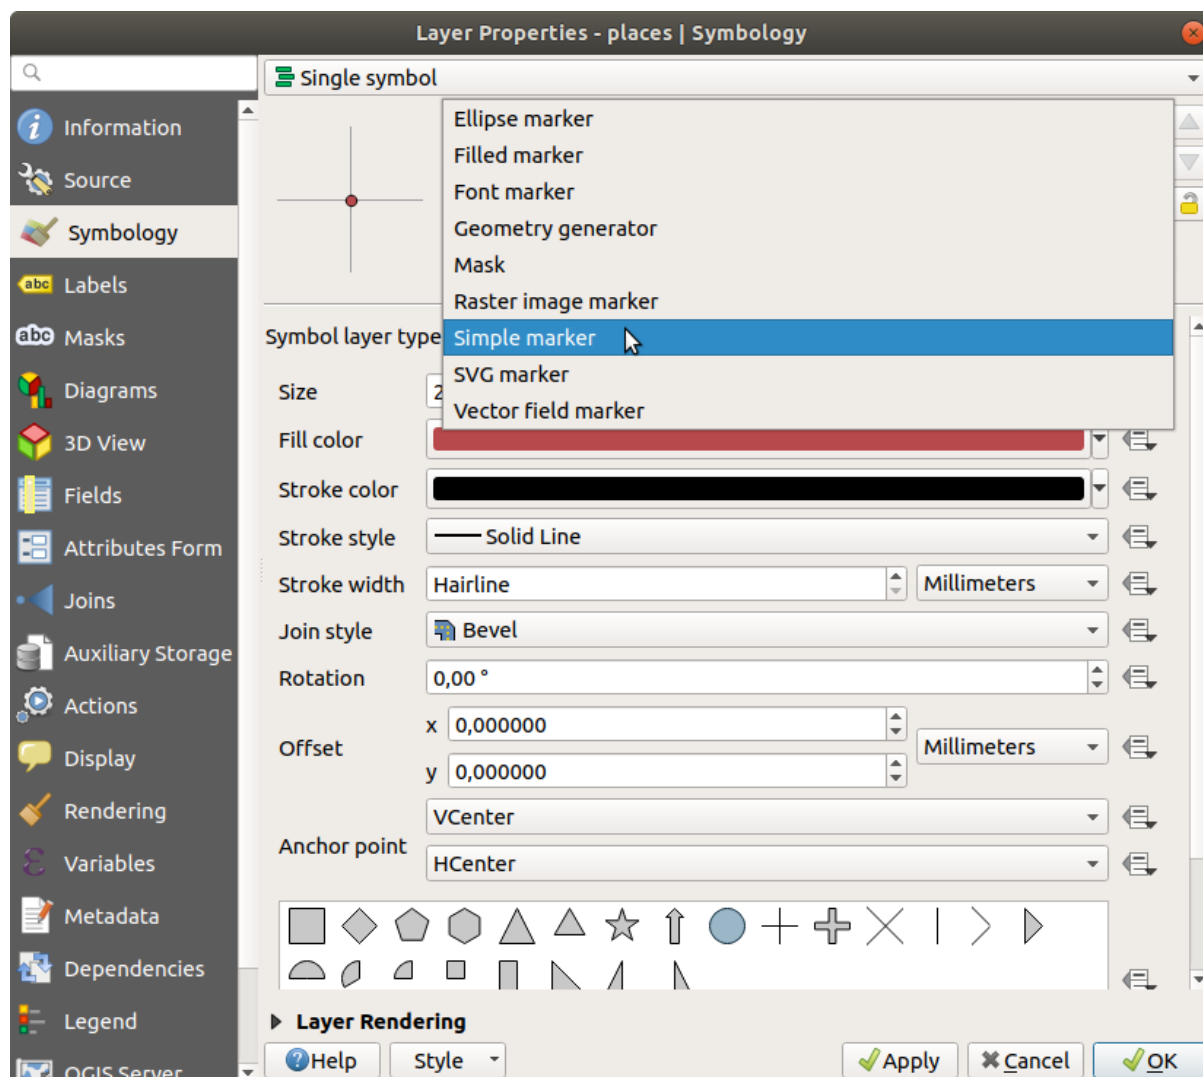 Layer Properties - places | Symbology
Single symbol
Information
Source
Symbology
abc Labels
abc Masks
Diagrams
3D View
Fields
Attributes Form
Joins
Auxiliary Storage
Actions
Display
Rendering
Variables
Metadata
Dependencies
Legend
QGIS Server
Ellipse marker
Filled marker
Font marker
Geometry generator
Mask
Raster image marker
Symbol layer type
Simple marker
SVG marker
Vector field marker
Size
Fill color
Stroke color
Stroke style Solid Line
Stroke width Hairline Millimeters
Join style Bevel
Rotation 0,00 °
Offset
x 0,000000
y 0,000000
Millimeters
Anchor point
VCenter
HCenter
Layer Rendering
Help Style Apply Cancel OK